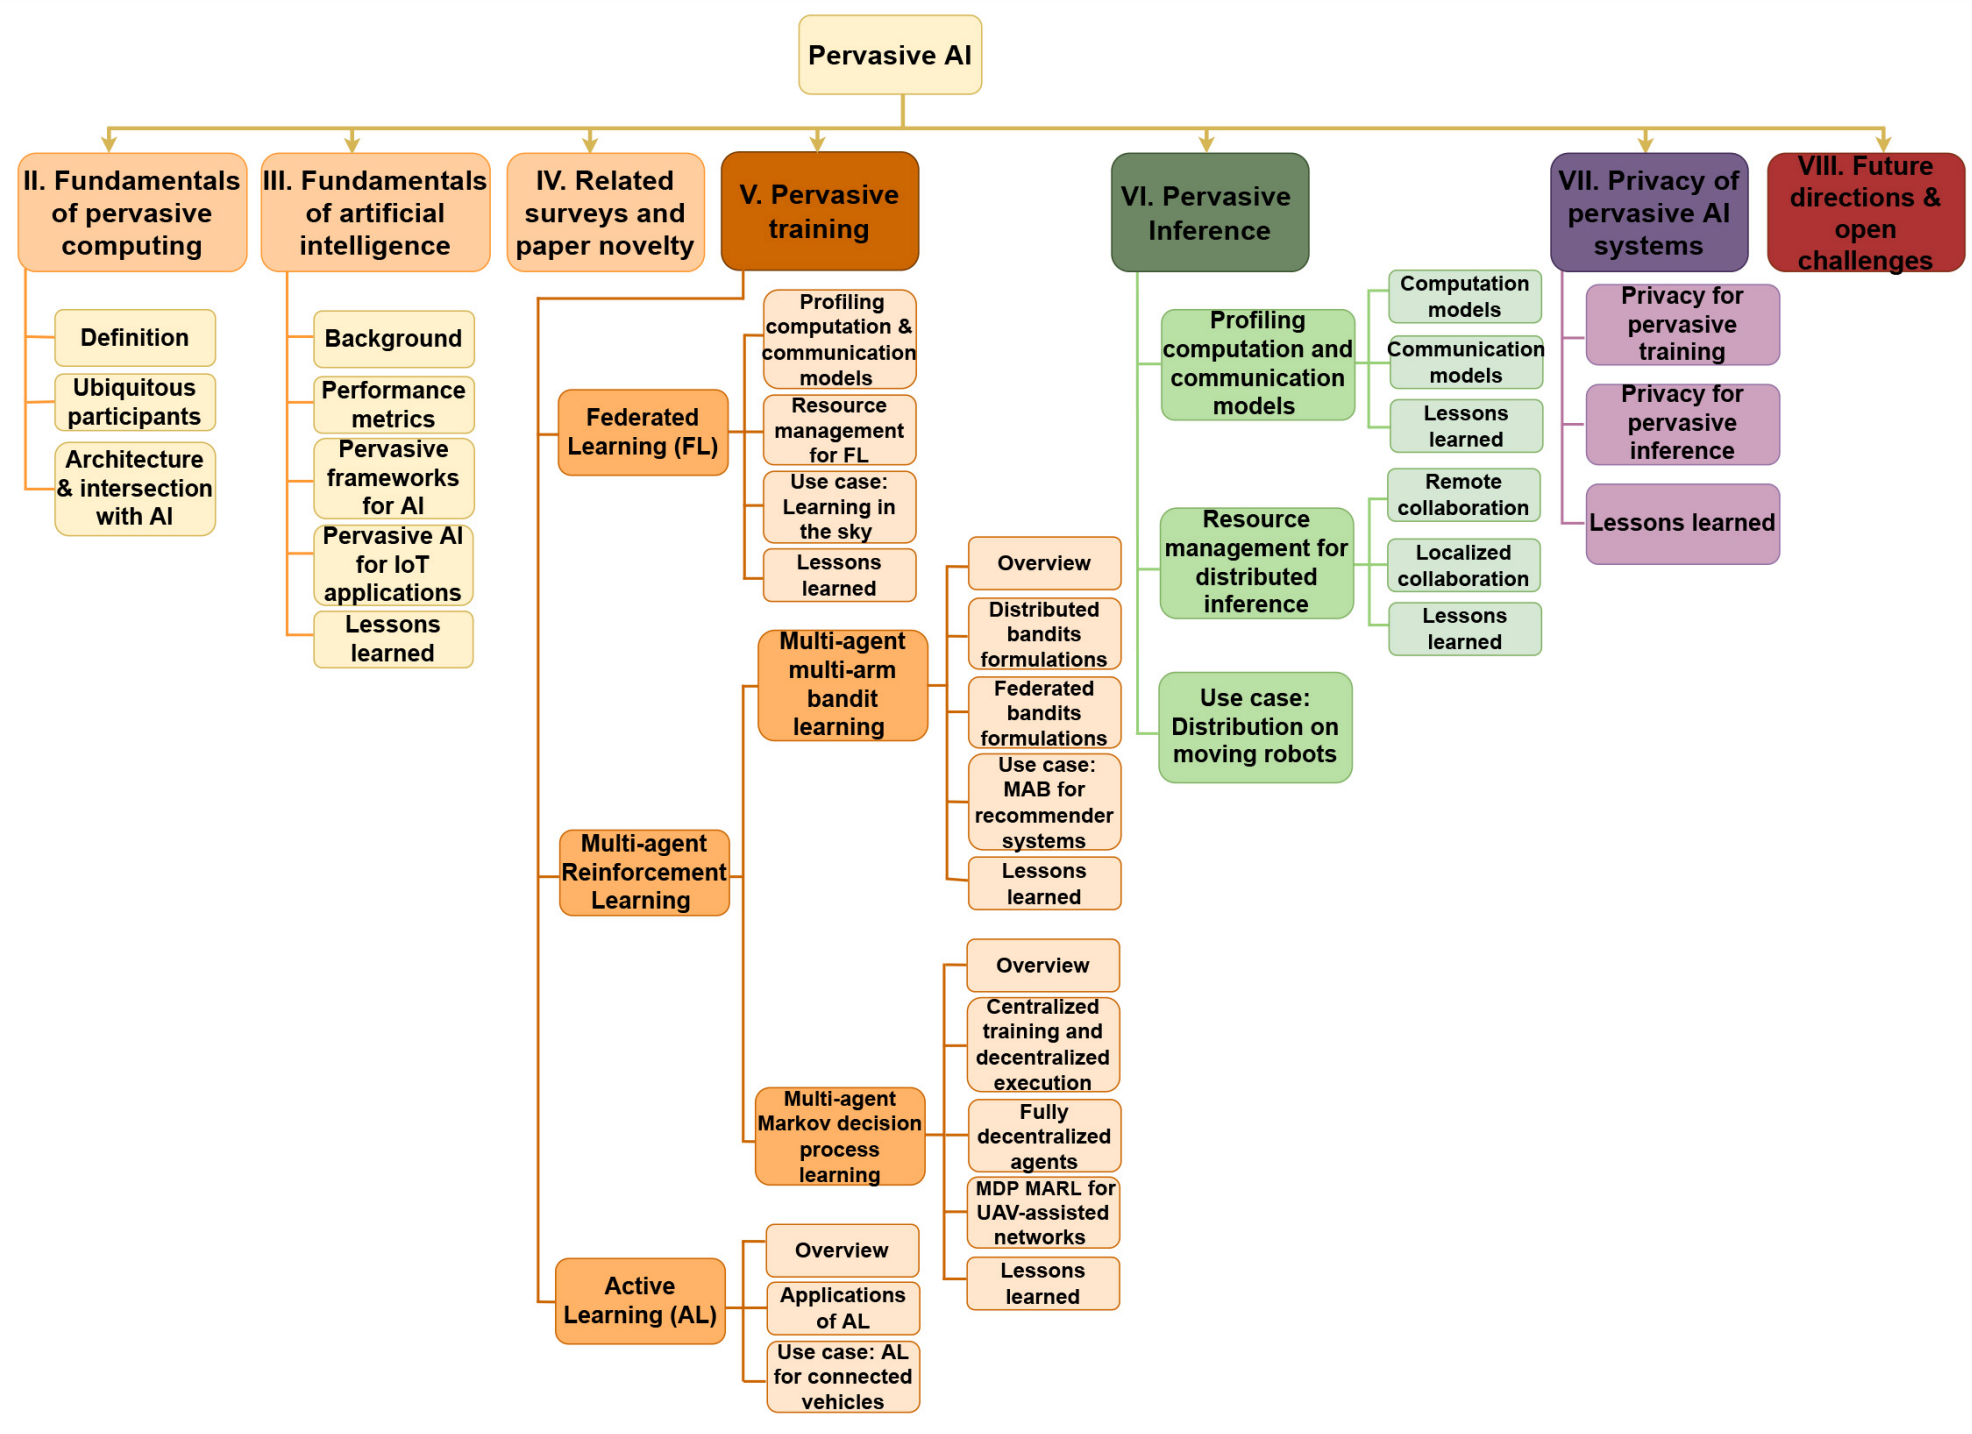 Pervasive AI
II. Fundamentals
of pervasive
computing
Definition
Ubiquitous
participants
Architecture
& intersection
with AI
III. Fundamentals
of artificial
intelligence
Background
Performance
metrics
Pervasive
frameworks
for AI
Pervasive AI
for IoT
applications
Lessons
learned
IV. Related
surveys and
paper novelty
V. Pervasive
training
Federated
Learning (FL)
Profiling
computation &
communication
models
Resource
management
for FL
Use case:
Learning in
the sky
Lessons
learned
Multi-agent
Reinforcement
Learning
Multi-agent
multi-arm
bandit
learning
Overview
Distributed
bandits
formulations
Federated
bandits
formulations
Use case:
MAB for
recommender
systems
Lessons
learned
Multi-agent
Markov decision
process
learning
Overview
Centralized
training and
decentralized
execution
Fully
decentralized
agents
MDP MARL for
UAV-assisted
networks
Lessons
learned
Active
Learning (AL)
Overview
Applications
of AL
Use case: AL
for connected
vehicles
VI. Pervasive
Inference
Profiling
computation and
communication
models
Computation
models
Communication
models
Lessons
learned
Resource
management for
distributed
inference
Remote
collaboration
Localized
collaboration
Lessons
learned
Use case:
Distribution on
moving robots
VII. Privacy of
pervasive AI
systems
Privacy for
pervasive
training
Privacy for
pervasive
inference
Lessons learned
VIII. Future
directions &
open
challenges